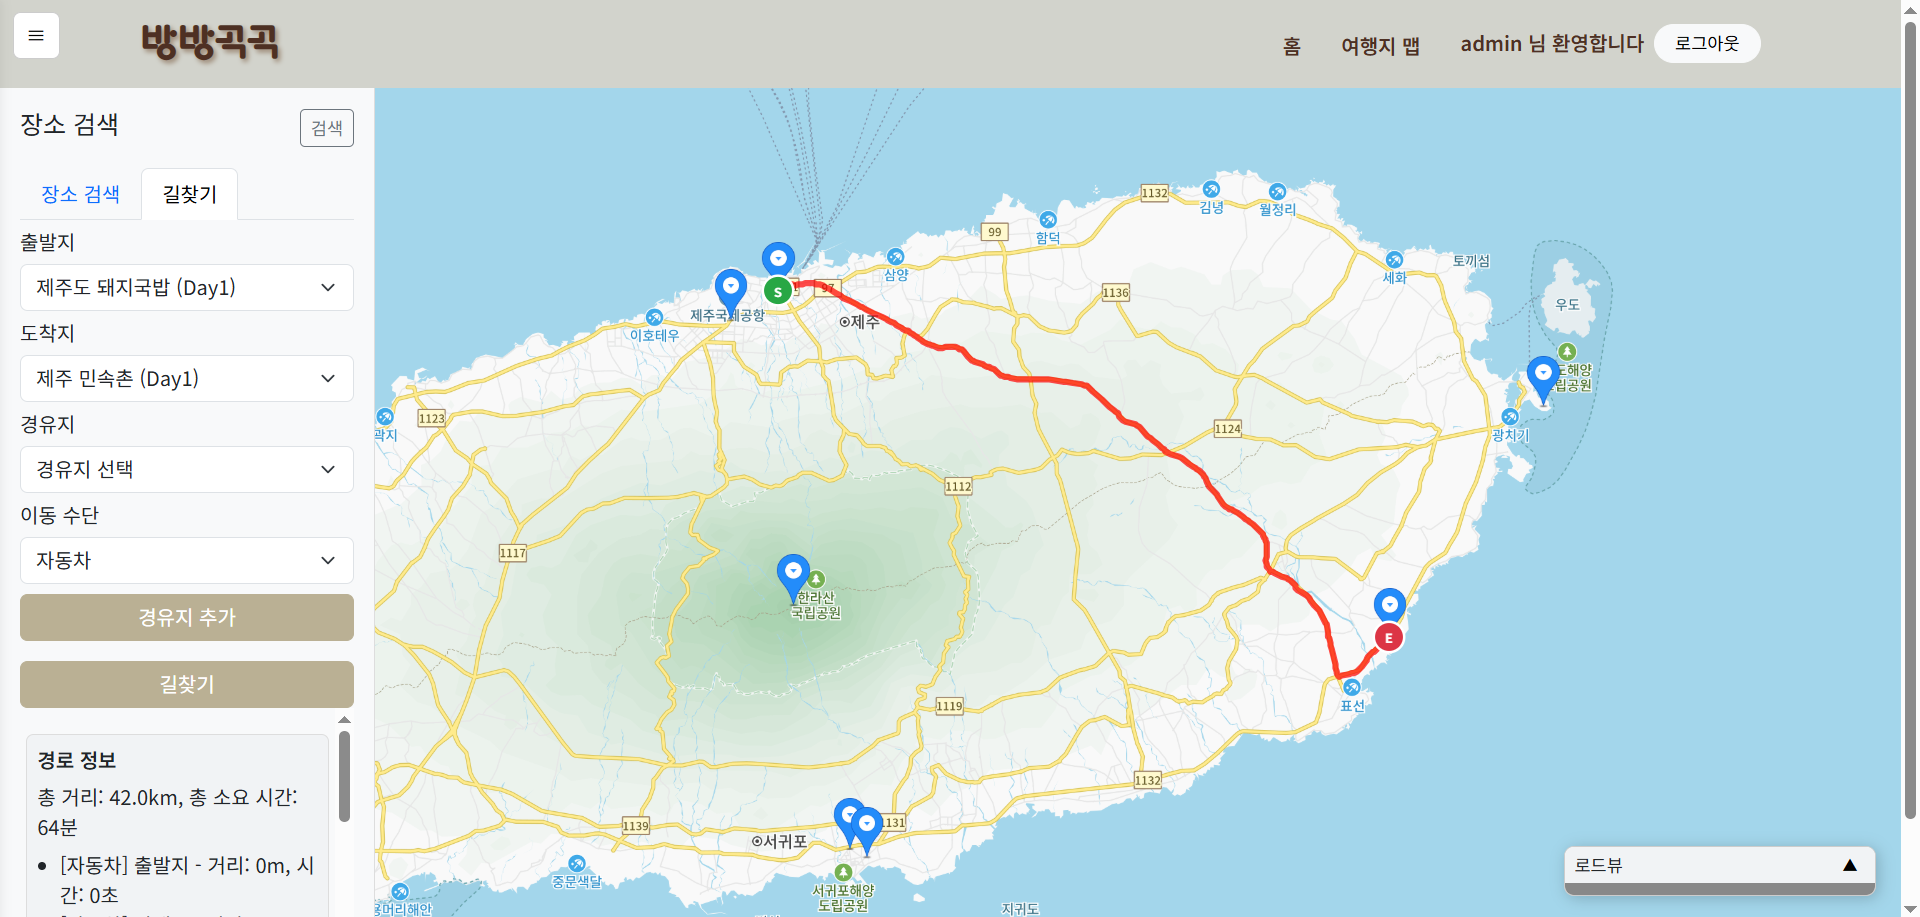 방방곡곡
홈
여행지 맵
admin 님 환영합니다
로그아웃
장소 검색
검색
장소 검색
길찾기
출발지
제주도 돼지국밥 (Day1)
도착지
제주 민속촌 (Day1)
경유지
경유지 선택
이동 수단
자동차
경유지 추가
길찾기
경로 정보
총 거리: 42.0km, 총 소요 시간:
64분
[자동차] 출발지 - 거리: 0m, 시
간: 0초
1132
김녕
월정리
99
함덕
삼양
세화
토끼섬
우도
1136
97
S
제주국제공항
제주
이호테우
도해양
립공원
광치기
1123
곽지
1124
1112
1117
한라산
국립공원
E
표선
1119
1132
1139
1131
서귀포
중문색달
서귀포해양
도립공원
용머리해안
지귀도
로드뷰